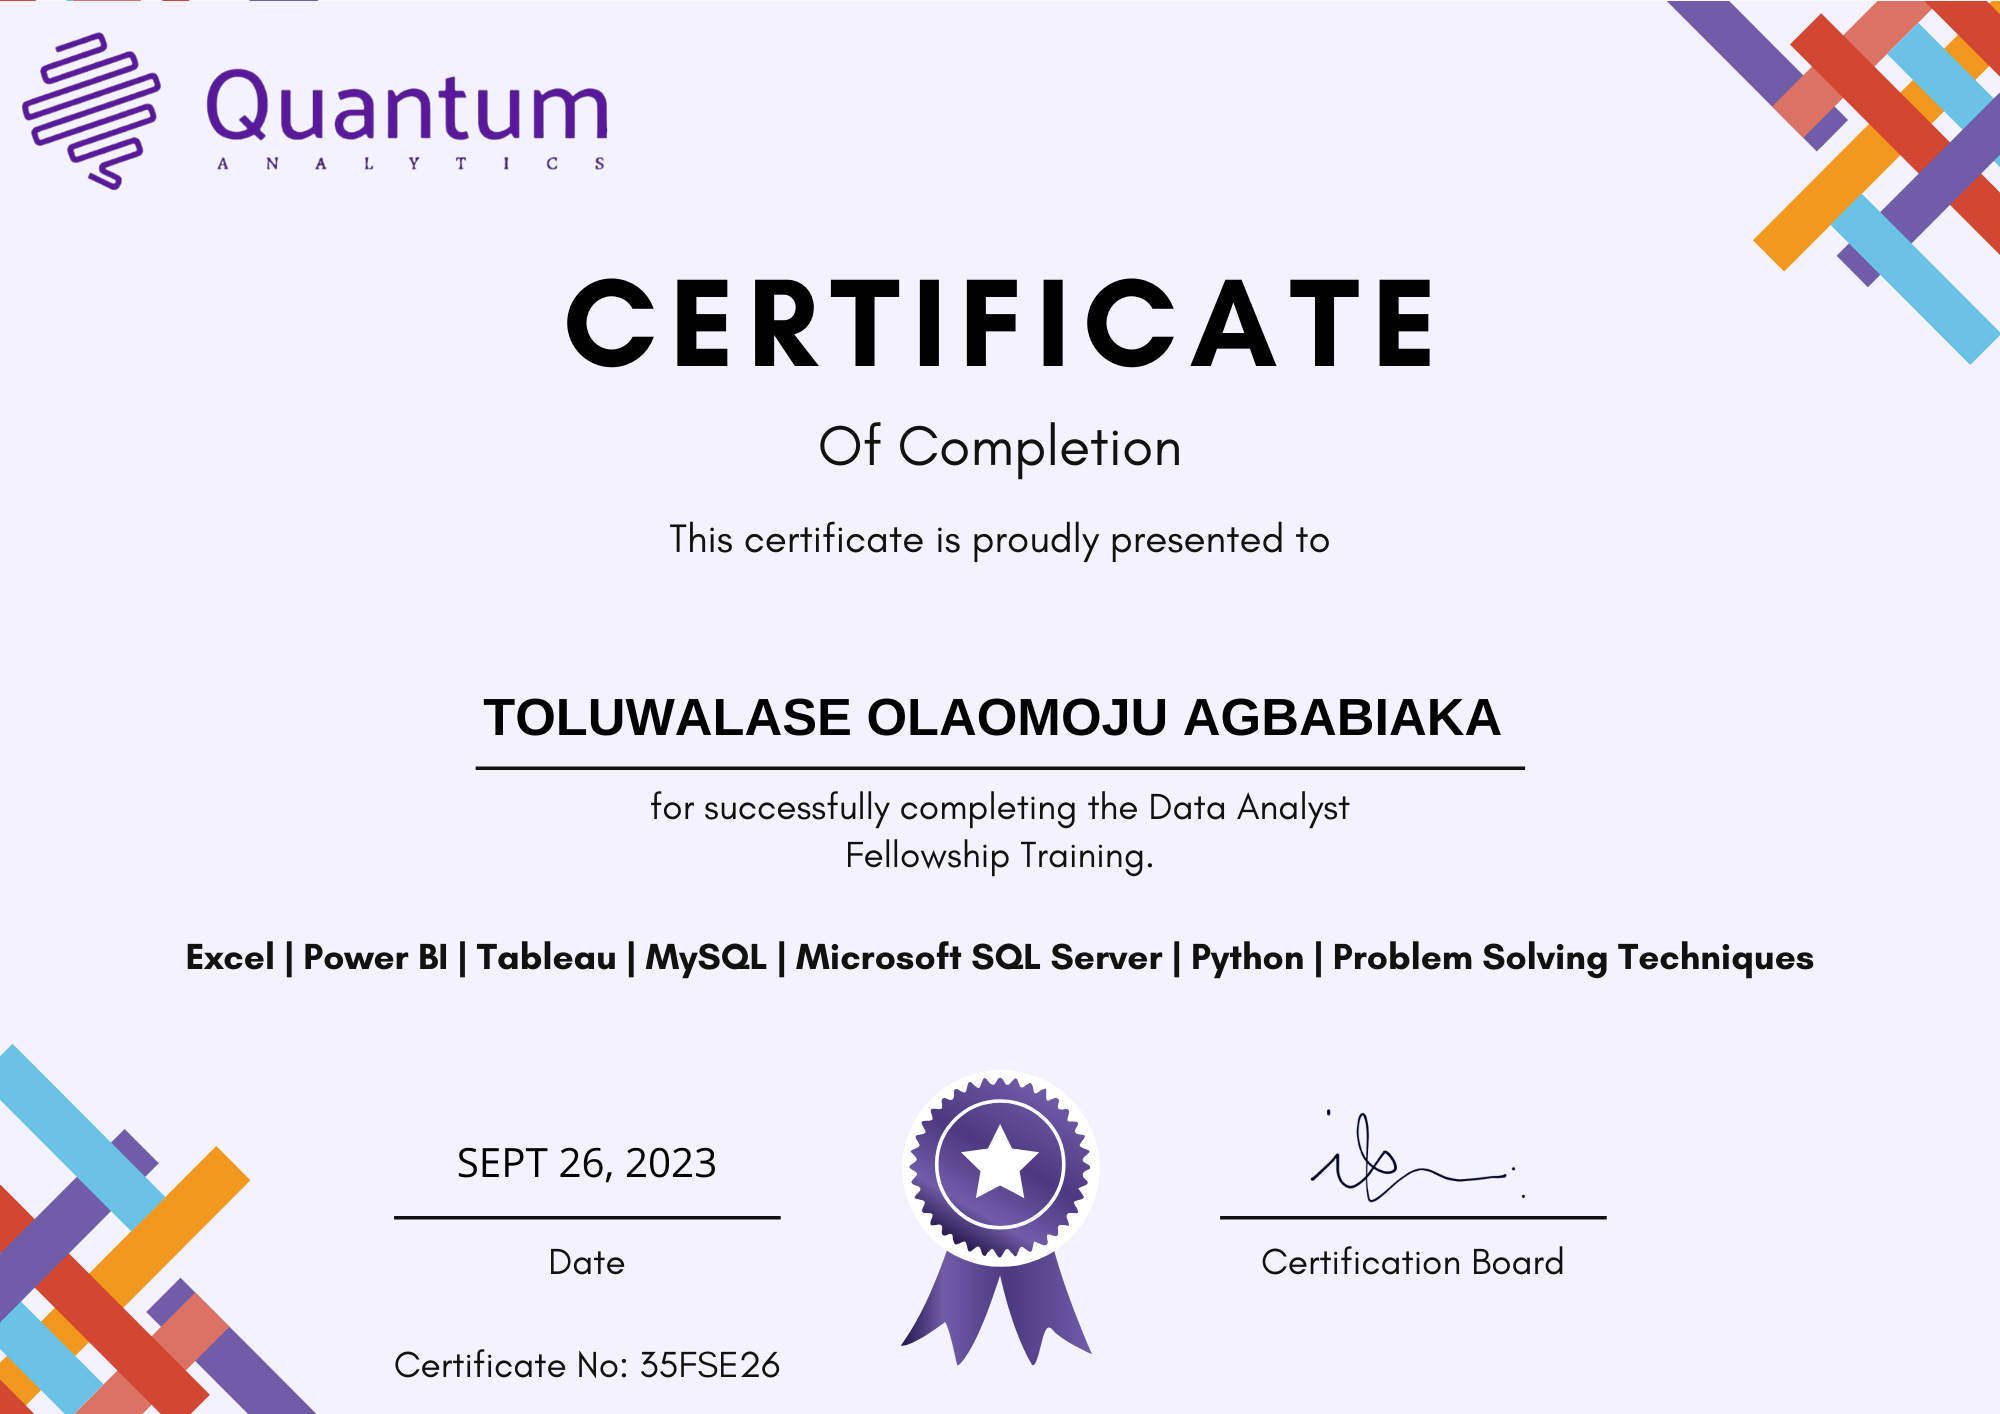 Quantum
ANALYTICS
CERTIFICATE
Of Completion
This certificate is proudly presented to
TOLUWALASE OLAOMOJU AGBABIAKA
for successfully completing the Data Analyst
Fellowship Training.
Excel | Power BI | Tableau | MySQL | Microsoft SQL Server | Python | Problem Solving Techniques
SEPT 26, 2023
Date
Certification Board
Certificate No: 35FSE26